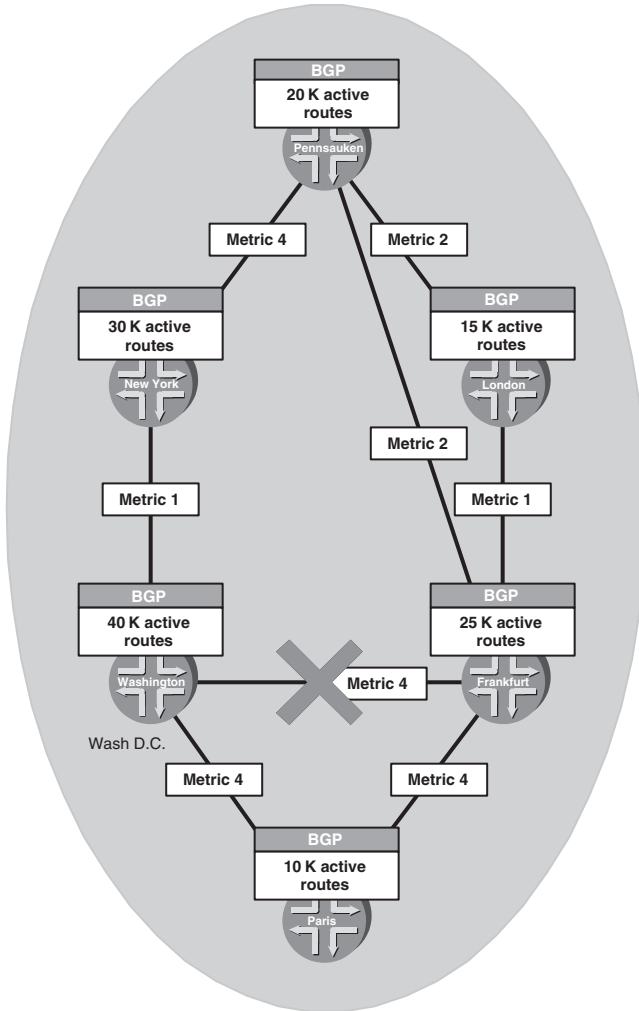 BGP
20 K active
routes
Pennsauken
Metric 4
Metric 2
BGP
30 K active
routes
New York
BGP
15 K active
routes
London
Metric 2
Metric 1
Metric 1
BGP
40 K active
routes
Washington
BGP
25 K active
routes
Frankfurt
Metric 4
Wash D.C.
Metric 4
Metric 4
BGP
10 K active
routes
Paris